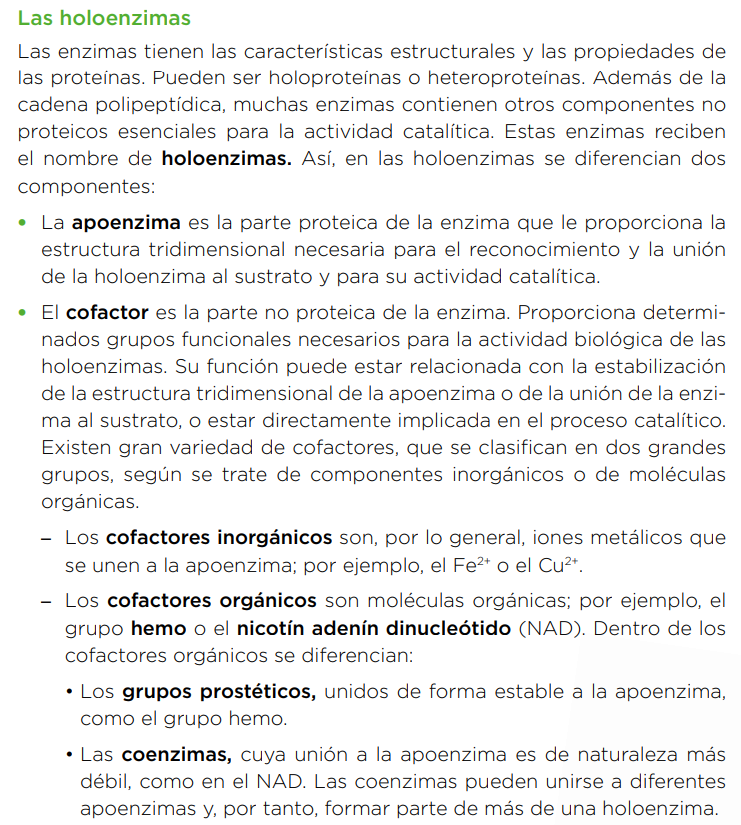 Las holoenzimas
Las enzimas tienen las características estructurales y las propiedades de
las proteínas. Pueden ser holoproteínas o heteroproteínas. Además de la
cadena polipeptídica, muchas enzimas contienen otros componentes no
proteicos esenciales para la actividad catalítica. Estas enzimas reciben
el nombre de holoenzimas. Así, en las holoenzimas se diferencian dos
componentes:
• La apoenzima es la parte proteica de la enzima que le proporciona la
estructura tridimensional necesaria para el reconocimiento y la unión
de la holoenzima al sustrato y para su actividad catalítica.
• El cofactor es la parte no proteica de la enzima. Proporciona determi-
nados grupos funcionales necesarios para la actividad biológica de las
holoenzimas. Su función puede estar relacionada con la estabilización
de la estructura tridimensional de la apoenzima o de la unión de la enzi-
ma al sustrato, o estar directamente implicada en el proceso catalítico.
Existen gran variedad de cofactores, que se clasifican en dos grandes
grupos, según se trate de componentes inorgánicos o de moléculas
orgánicas.
– Los cofactores inorgánicos son, por lo general, iones metálicos que
se unen a la apoenzima; por ejemplo, el Fe²⁺ o el Cu²⁺.
– Los cofactores orgánicos son moléculas orgánicas; por ejemplo, el
grupo hemo o el nicotín adenín dinucleótido (NAD). Dentro de los
cofactores orgánicos se diferencian:
• Los grupos prostéticos, unidos de forma estable a la apoenzima,
como el grupo hemo.
• Las coenzimas, cuya unión a la apoenzima es de naturaleza más
débil, como en el NAD. Las coenzimas pueden unirse a diferentes
apoenzimas y, por tanto, formar parte de más de una holoenzima.